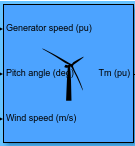 Generator speed (pu)
Pitch angle (deg)
Tm (pu)
Wind speed (m/s)